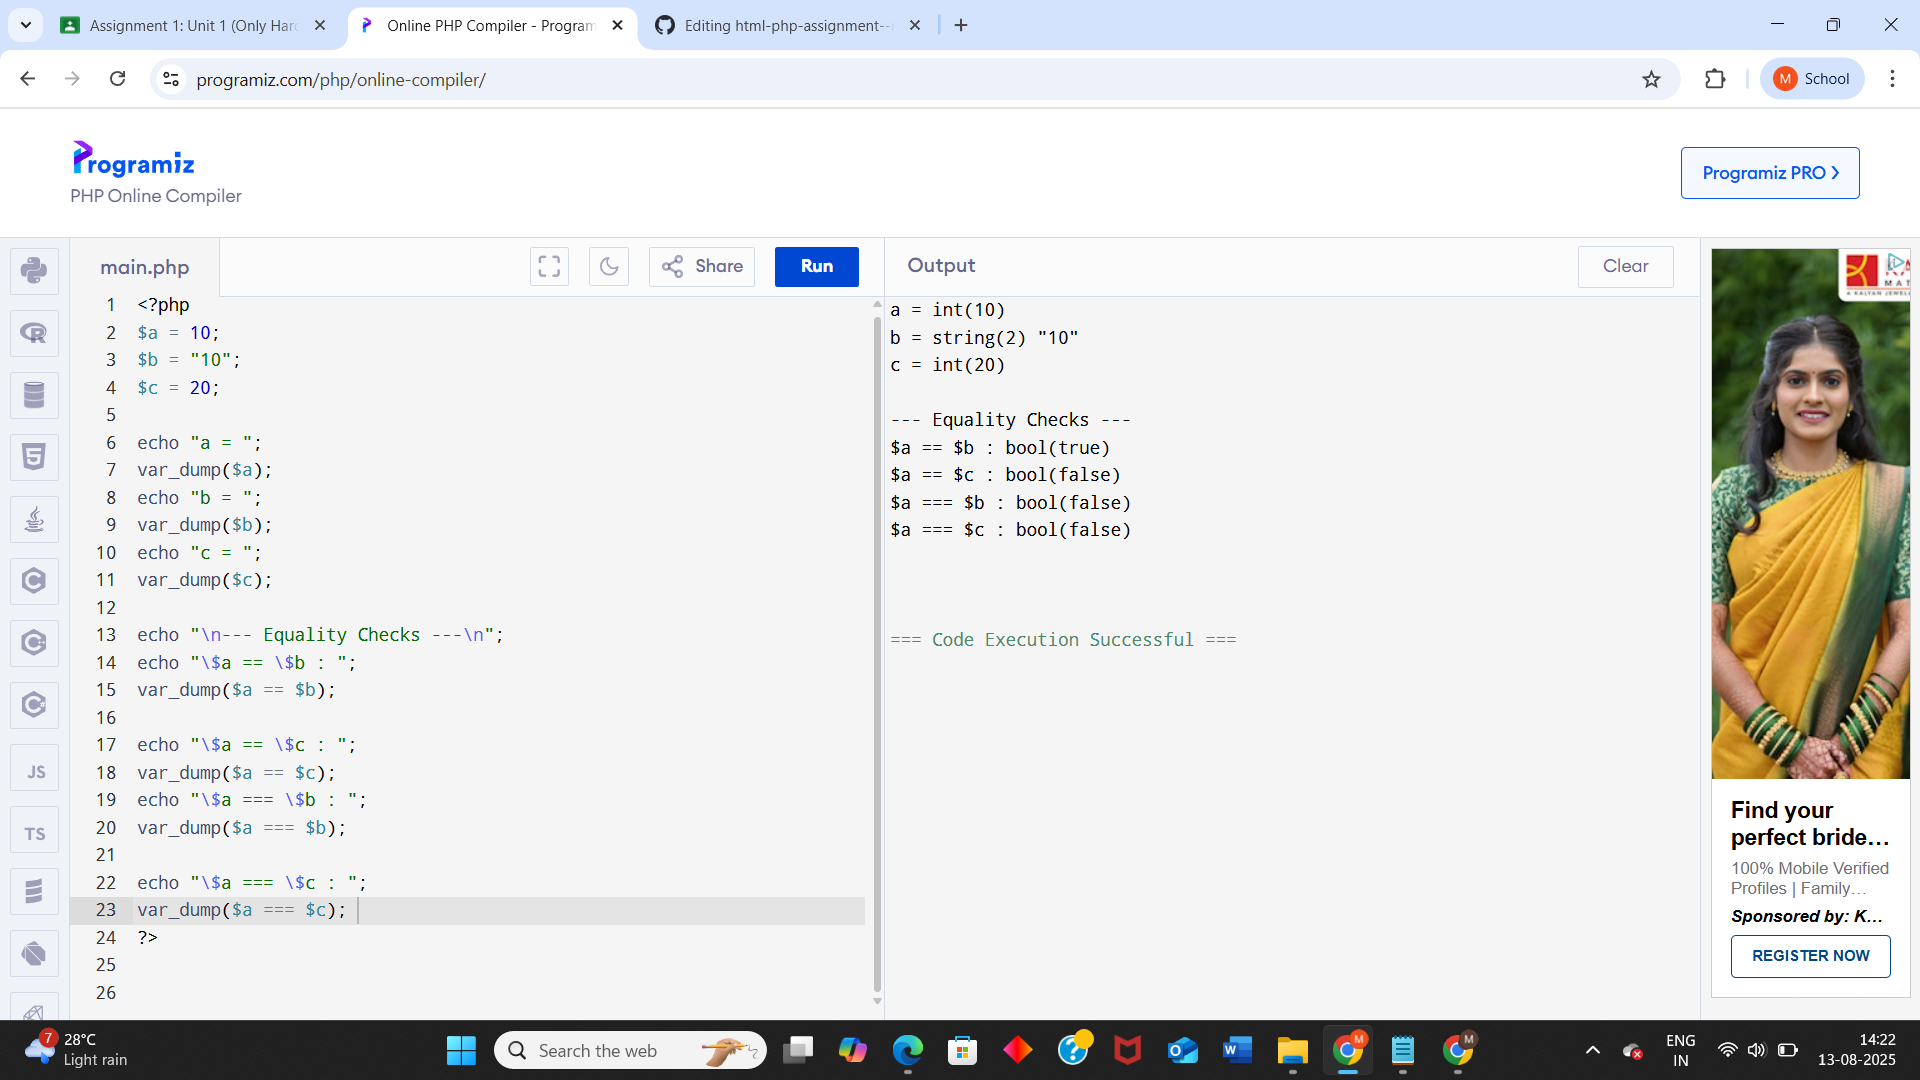 Assignment 1: Unit 1 (Only Har
Online PHP Compiler - Program
Editing html-php-assignment--
programiz.com/php/online-compiler/
M School
Programiz
PHP Online Compiler
Programiz PRO >
main.php
Share
Run
Output
Clear
1 <?php
2 $a = 10;
3 $b = "10";
4 $c = 20;
5
6 echo "a = ";
7 var_dump($a);
8 echo "b = ";
9 var_dump($b);
10 echo "c = ";
11 var_dump($c);
12
13 echo "\n--- Equality Checks ---\n";
14 echo "\$a == \$b : ";
15 var_dump($a == $b);
16
17 echo "\$a == \$c : ";
18 var_dump($a == $c);
19 echo "\$a === \$b : ";
20 var_dump($a === $b);
21
22 echo "\$a === \$c : ";
23 var_dump($a === $c);
24 ?>
25
26
a = int(10)
b = string(2) "10"
c = int(20)
--- Equality Checks ---
$a == $b : bool(true)
$a == $c : bool(false)
$a === $b : bool(false)
$a === $c : bool(false)
=== Code Execution Successful ===
JS
TS
MAT
A KALYAN JEWEL
Find your
perfect bride...
100% Mobile Verified
Profiles | Family...
Sponsored by: K...
REGISTER NOW
7
28°C
Light rain
Search the web
M
M
ENG
IN
14:22
13-08-2025